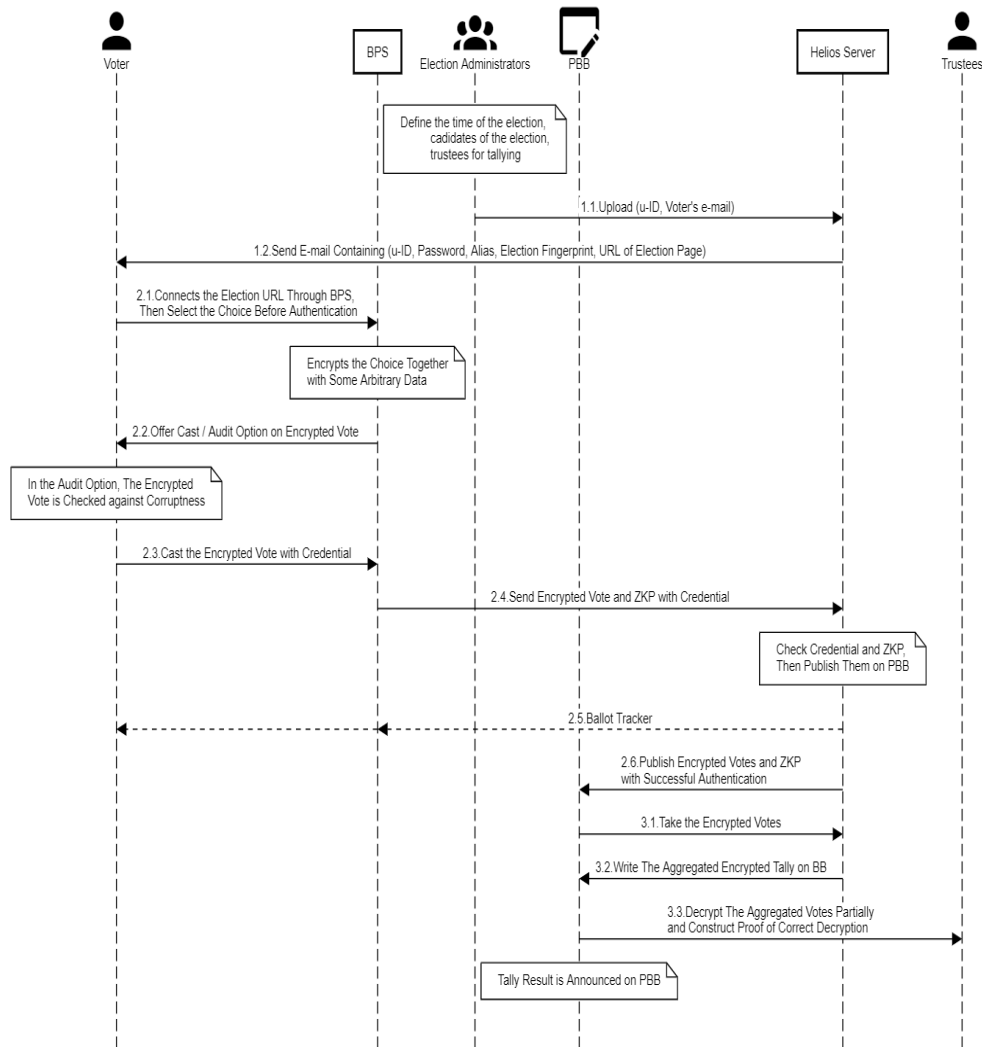 Voter
BPS
Election Administrators
PBB
Helios Server
Trustees
Define the time of the election,
cadidates of the election,
trustees for tallying
1.1.Upload (u-ID, Voter's e-mail)
1.2.Send E-mail Containing (u-ID, Password, Alias, Election Fingerprint, URL of Election Page)
2.1.Connects the Election URL Through BPS,
Then Select the Choice Before Authentication
Encrypts the Choice Together
with Some Arbitrary Data
2.2.Offer Cast / Audit Option on Encrypted Vote
In the Audit Option, The Encrypted
Vote is Checked against Corruptness
2.3.Cast the Encrypted Vote with Credential
2.4.Send Encrypted Vote and ZKP with Credential
Check Credential and ZKP,
Then Publish Them on PBB
2.5.Ballot Tracker
2.6.Publish Encrypted Votes and ZKP
with Successful Authentication
3.1.Take the Encrypted Votes
3.2.Write The Aggregated Encrypted Tally on BB
3.3.Decrypt The Aggregated Votes Partially
and Construct Proof of Correct Decryption
Tally Result is Announced on PBB